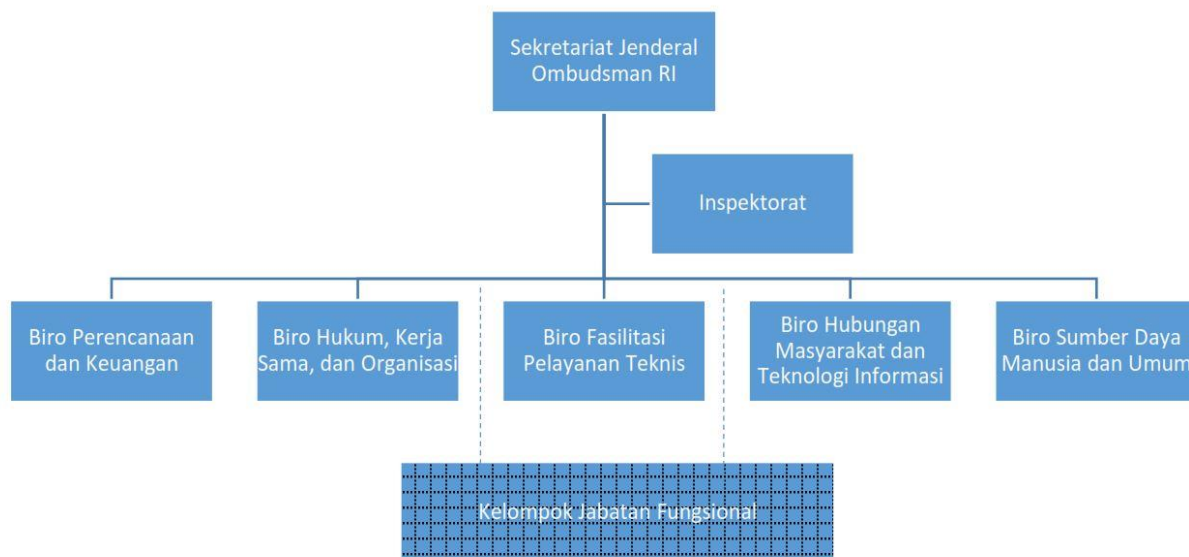 Sekretariat Jenderal
Ombudsman RI
Inspektorat
Biro Perencanaan
dan Keuangan
Biro Hukum, Kerja
Sama, dan Organisasi
Biro Fasilitasi
Pelayanan Teknis
Biro Hubungan
Masyarakat dan
Teknologi Informasi
Biro Sumber Daya
Manusia dan Umum
Kelompok Jabatan Fungsional